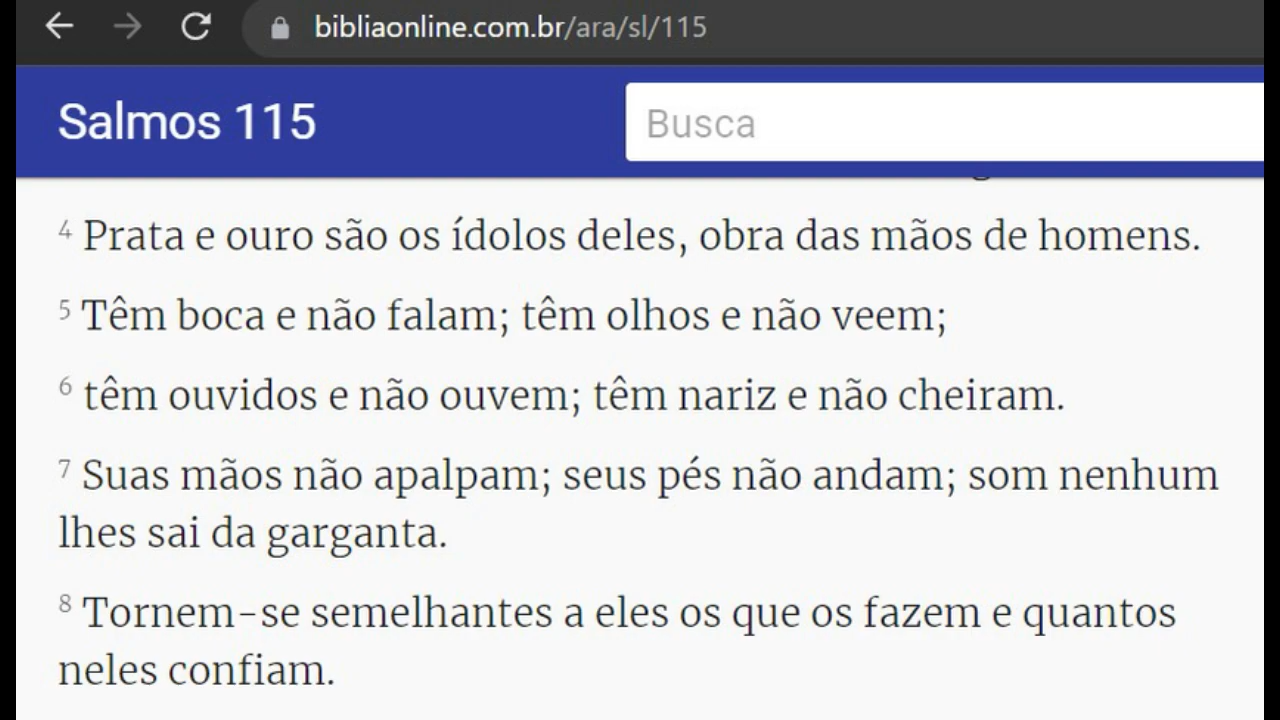 bibliaonline.com.br/ara/sl/115
Salmos 115
Busca
4 Prata e ouro são os ídolos deles, obra das mãos de homens.
5 Têm boca e não falam; têm olhos e não veem;
6 têm ouvidos e não ouvem; têm nariz e não cheiram.
7 Suas mãos não apalpam; seus pés não andam; som nenhum
lhes sai da garganta.
8 Tornem-se semelhantes a eles os que os fazem e quantos
neles confiam.